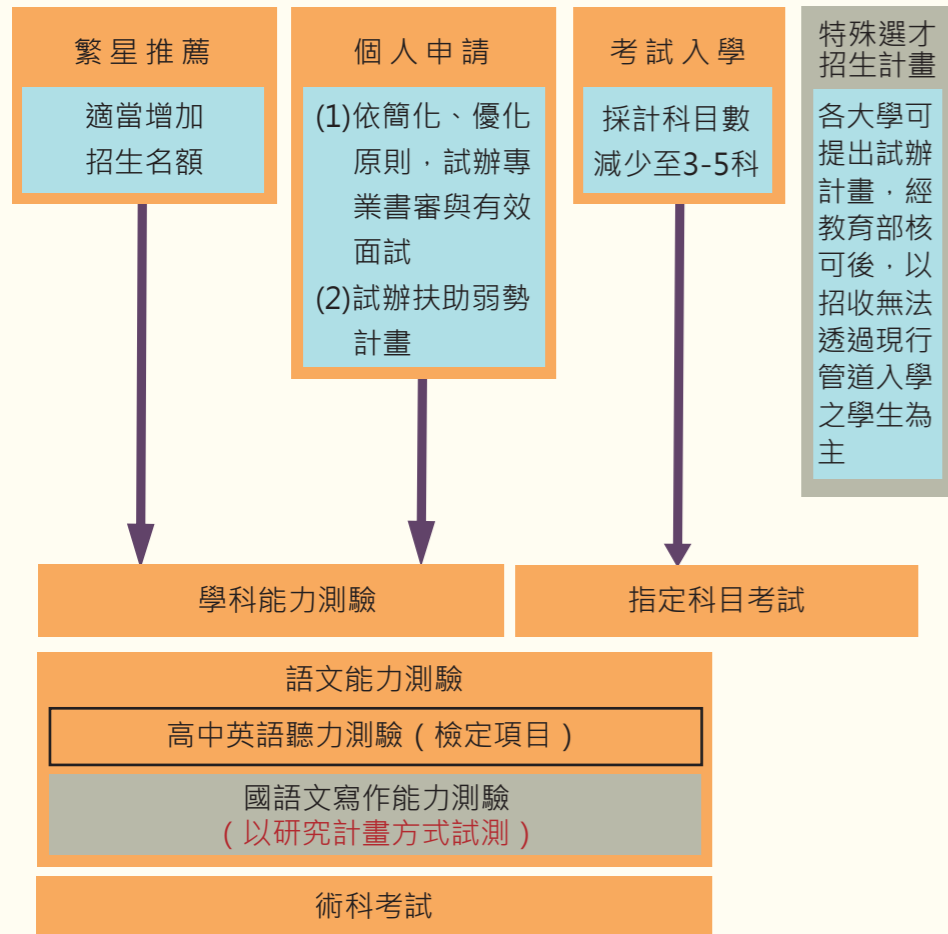 繁星推薦
適當增加
招生名額
個人申請
(1)依簡化、優化
原則，試辦專
業書審與有效
面試
(2)試辦扶助弱勢
計畫
考試入學
採計科目數
減少至3-5科
特殊選才
招生計畫
各大學可
提出試辦
計畫，經
教育部核
可後，以
招收無法
透過現行
管道入學
之學生為
主
學科能力測驗
指定科目考試
語文能力測驗
高中英語聽力測驗（檢定項目）
國語文寫作能力測驗
（以研究計畫方式試測）
術科考試